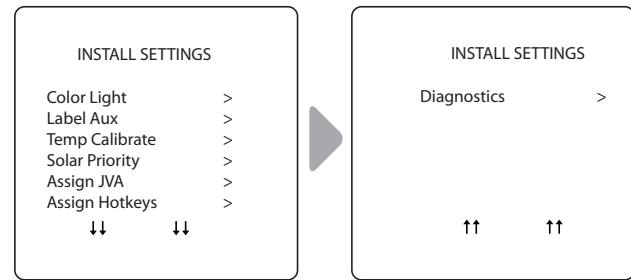 INSTALL SETTINGS
Color Light >
Label Aux >
Temp Calibrate >
Solar Priority >
Assign JVA >
Assign Hotkeys >
↓↓ ↓↓
INSTALL SETTINGS
Diagnostics >
↑↑ ↑↑